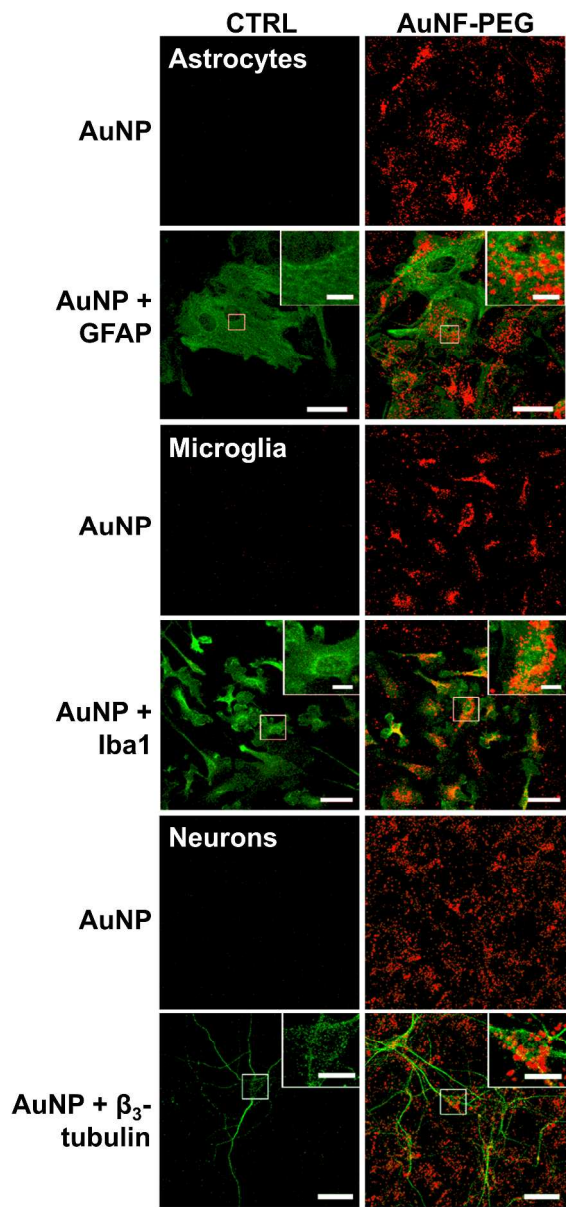 CTRL AuNF-PEG
Astrocytes
AuNP
AuNP +
GFAP
Microglia
AuNP
AuNP +
Iba1
Neurons
AuNP
AuNP + β₃-
tubulin